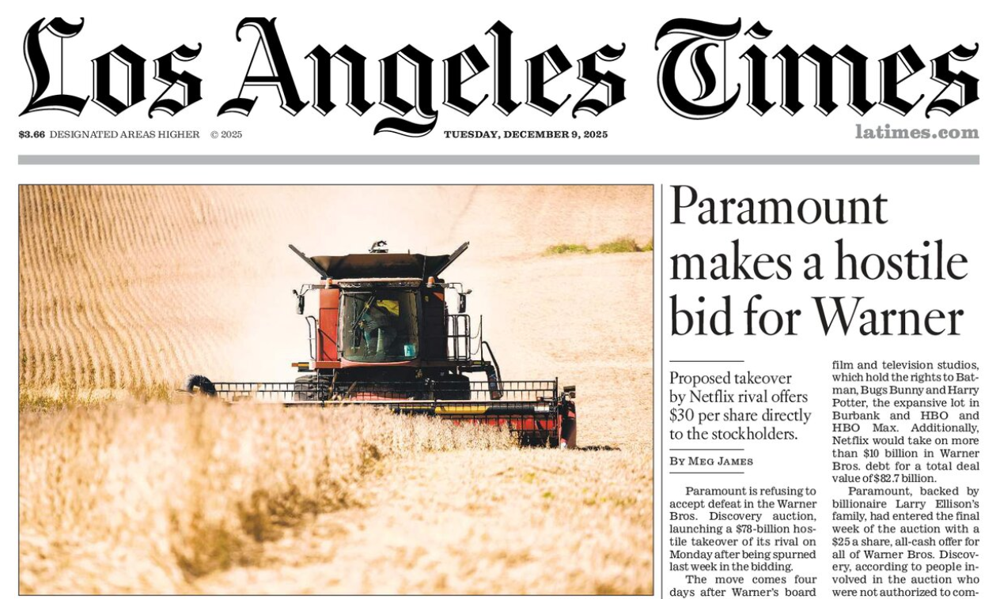 Los Angeles Times
$3.66 DESIGNATED AREAS HIGHER © 2025
TUESDAY, DECEMBER 9, 2025
latimes.com
Paramount
makes a hostile
bid for Warner
Proposed takeover
by Netflix rival offers
$30 per share directly
to the stockholders.
By Meg James
Paramount is refusing to
accept defeat in the Warner
Bros. Discovery auction,
launching a $78-billion hos-
tile takeover of its rival on
Monday after being spurned
last week in the bidding.
The move comes four
days after Warner’s board
film and television studios,
which hold the rights to Bat-
man, Bugs Bunny and Harry
Potter, the expansive lot in
Burbank and HBO and
HBO Max. Additionally,
Netflix would take on more
than $10 billion in Warner
Bros. debt for a total deal
value of $82.7 billion.
Paramount, backed by
billionaire Larry Ellison’s
family, had entered the final
week of the auction with a
$25 a share, all-cash offer for
all of Warner Bros. Discov-
ery, according to people in-
volved in the auction who
were not authorized to com-